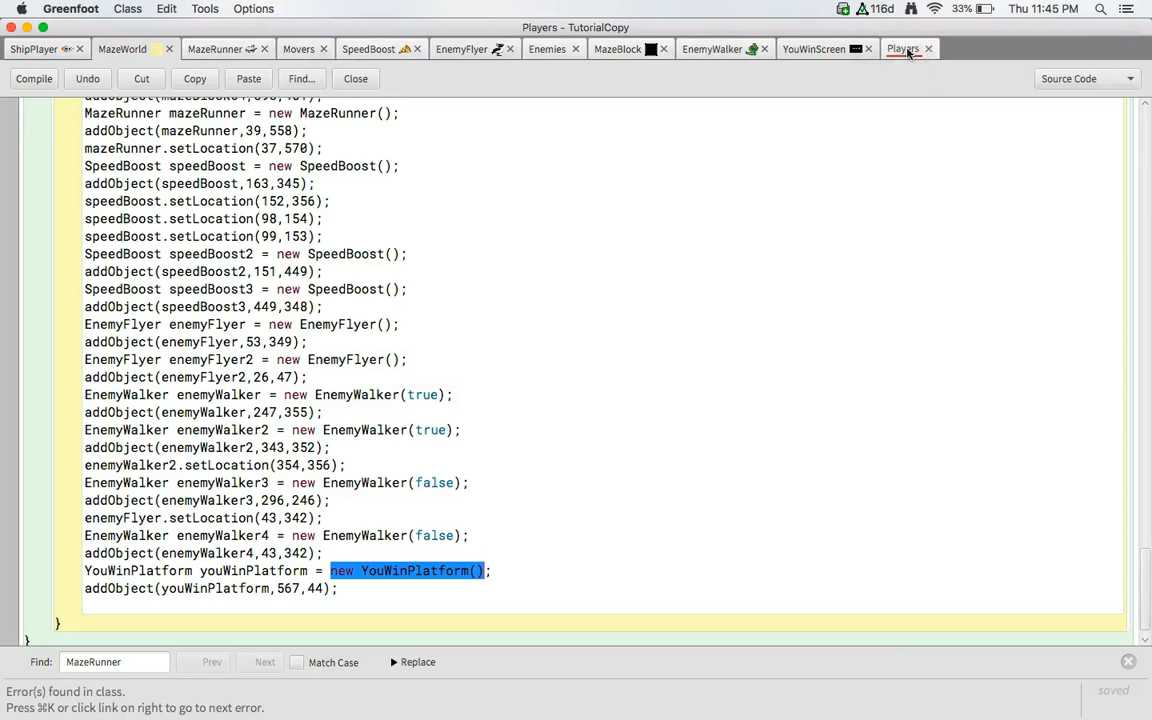 Greenfoot Class Edit Tools Options 116d 33% Thu 11:45 PM
Players - TutorialCopy
ShipPlayer MazeWorld MazeRunner Movers SpeedBoost EnemyFlyer Enemies MazeBlock EnemyWalker YouWinScreen Players
Compile Undo Cut Copy Paste Find... Close Source Code
MazeRunner mazeRunner = new MazeRunner();
addObject(mazeRunner,39,558);
mazeRunner.setLocation(37,570);
SpeedBoost speedBoost = new SpeedBoost();
addObject(speedBoost,163,345);
speedBoost.setLocation(152,356);
speedBoost.setLocation(98,154);
speedBoost.setLocation(99,153);
SpeedBoost speedBoost2 = new SpeedBoost();
addObject(speedBoost2,151,449);
SpeedBoost speedBoost3 = new SpeedBoost();
addObject(speedBoost3,449,348);
EnemyFlyer enemyFlyer = new EnemyFlyer();
addObject(enemyFlyer,53,349);
EnemyFlyer enemyFlyer2 = new EnemyFlyer();
addObject(enemyFlyer2,26,47);
EnemyWalker enemyWalker = new EnemyWalker(true);
addObject(enemyWalker,247,355);
EnemyWalker enemyWalker2 = new EnemyWalker(true);
addObject(enemyWalker2,343,352);
enemyWalker2.setLocation(354,356);
EnemyWalker enemyWalker3 = new EnemyWalker(false);
addObject(enemyWalker3,296,246);
enemyFlyer.setLocation(43,342);
EnemyWalker enemyWalker4 = new EnemyWalker(false);
addObject(enemyWalker4,43,342);
YouWinPlatform youWinPlatform = new YouWinPlatform();
addObject(youWinPlatform,567,44);
}
}
Find: MazeRunner Prev Next Match Case Replace
Error(s) found in class.
Press ⌘K or click link on right to go to next error.
saved